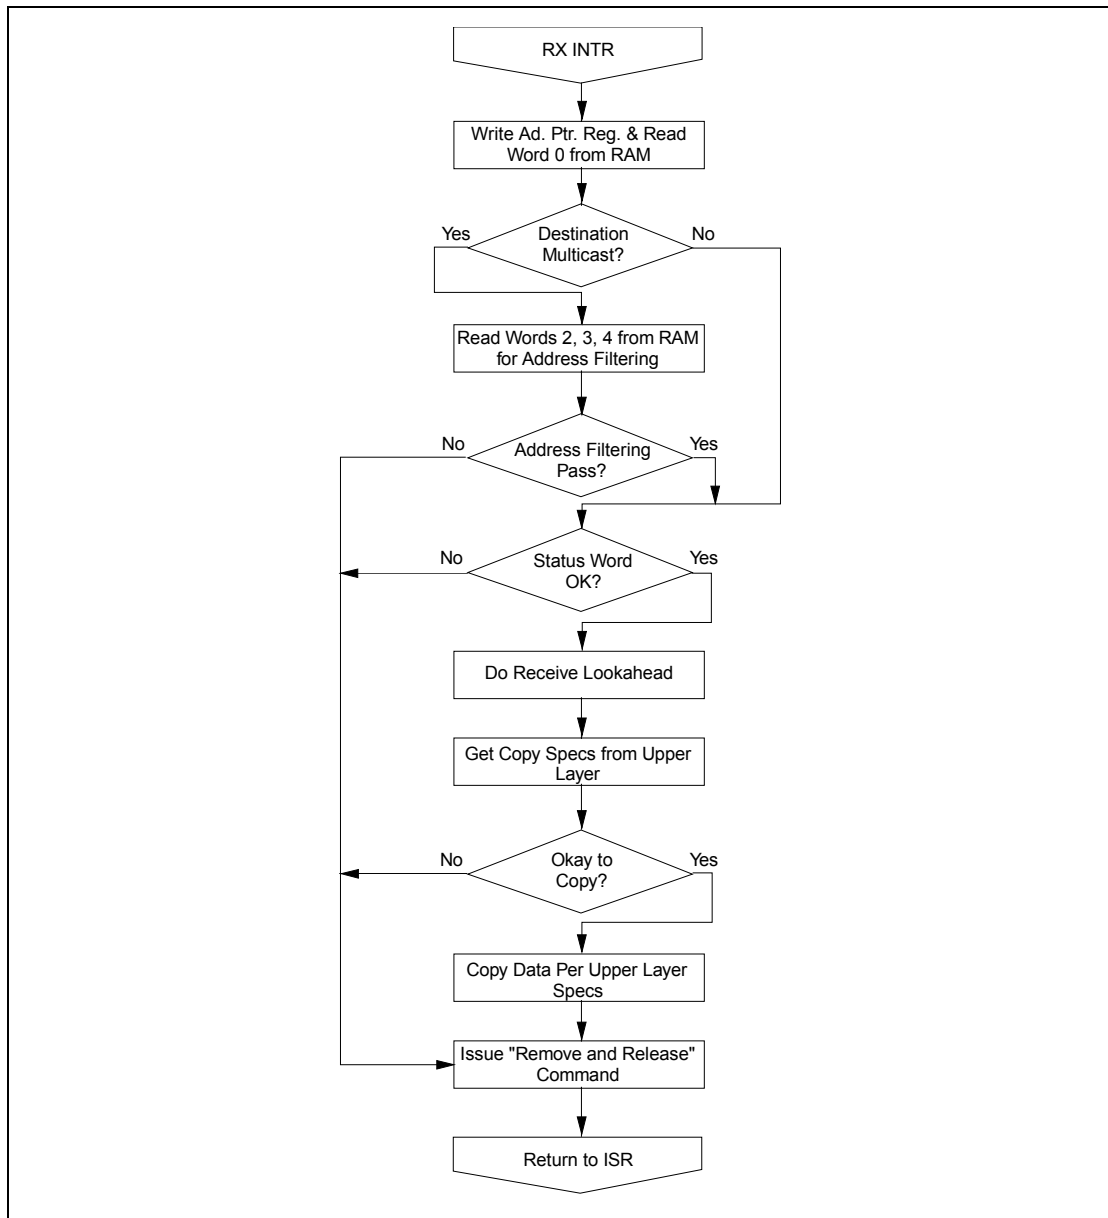 RX INTR
Write Ad. Ptr. Reg. & Read
Word 0 from RAM
Yes
Destination
Multicast?
No
Read Words 2, 3, 4 from RAM
for Address Filtering
No
Address Filtering
Pass?
Yes
No
Status Word
OK?
Yes
Do Receive Lookahead
Get Copy Specs from Upper
Layer
No
Okay to
Copy?
Yes
Copy Data Per Upper Layer
Specs
Issue "Remove and Release"
Command
Return to ISR